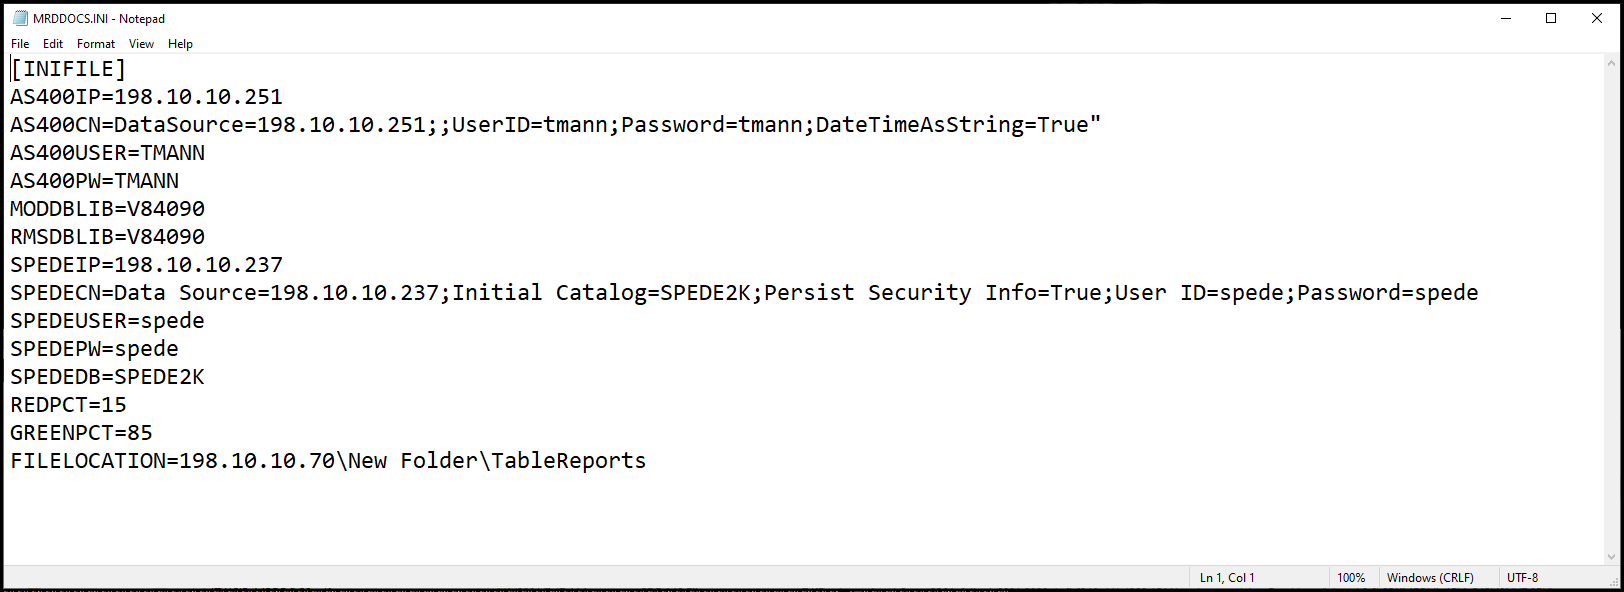 MRDDOCS.INI - Notepad
File Edit Format View Help
[INIFILE]
AS400IP=198.10.10.251
AS400CN=DataSource=198.10.10.251;;UserID=tmann;Password=tmann;DateTimeAsString=True"
AS400USER=TMANN
AS400PW=TMANN
MODDBLIB=V84090
RMSDBLIB=V84090
SPEDEIP=198.10.10.237
SPEDECN=Data Source=198.10.10.237;Initial Catalog=SPEDE2K;Persist Security Info=True;User ID=spede;Password=spede
SPEDEUSER=spede
SPEDEPW=spede
SPEDEDB=SPEDE2K
REDPCT=15
GREENPCT=85
FILELOCATION=198.10.10.70\New Folder\TableReports
Ln 1, Col 1 100% Windows (CRLF) UTF-8